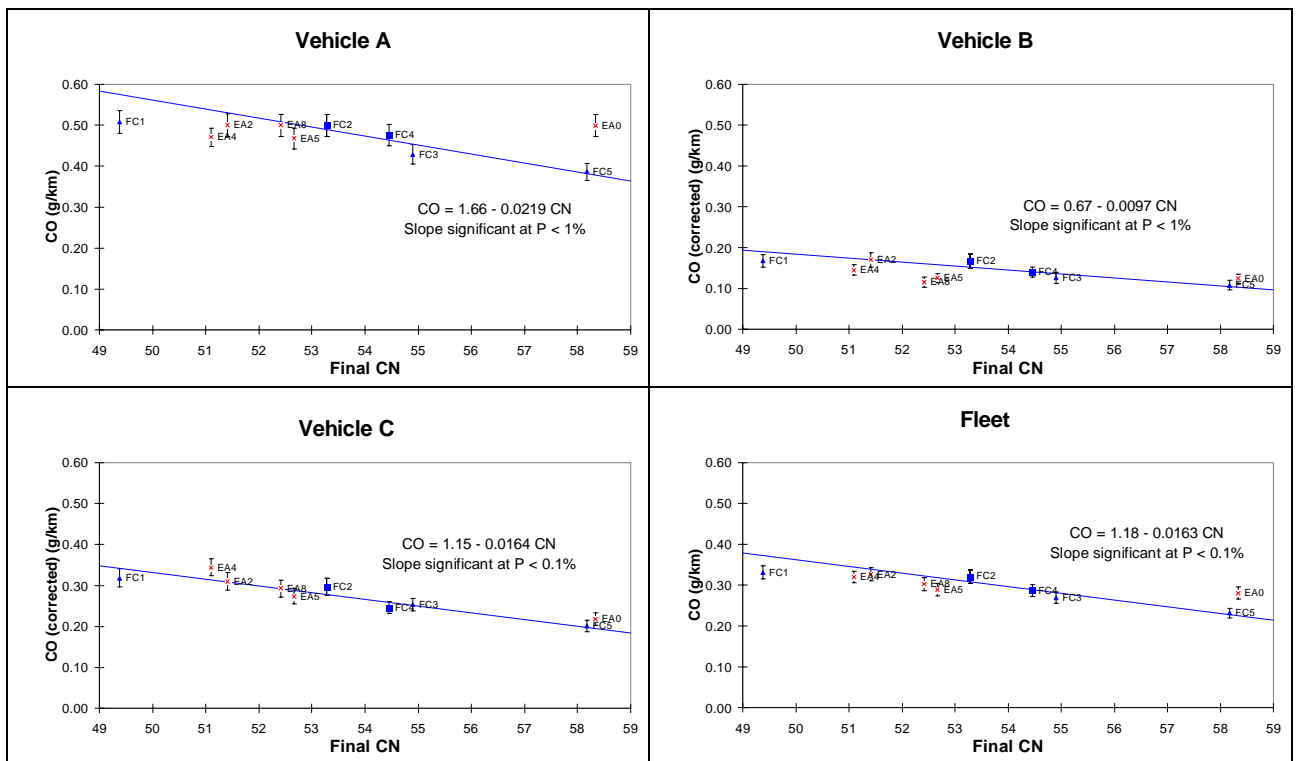 Vehicle A
0.60
0.50
0.40
0.30
0.20
0.10
0.00
CO (g/km)
FC1
EA4
EA2
EA8
EA5
FC2
FC4
FC3
FC5
EA0
CO = 1.66 - 0.0219 CN
Slope significant at P < 1%
49 50 51 52 53 54 55 56 57 58 59
Final CN
Vehicle B
0.60
0.50
0.40
0.30
0.20
0.10
0.00
CO (corrected) (g/km)
CO = 0.67 - 0.0097 CN
Slope significant at P < 1%
FC1
EA4
EA2
EA8
EA5
FC2
FC4
FC3
FC5
EA0
49 50 51 52 53 54 55 56 57 58 59
Final CN
Vehicle C
0.60
0.50
0.40
0.30
0.20
0.10
0.00
CO (corrected) (g/km)
CO = 1.15 - 0.0164 CN
Slope significant at P < 0.1%
FC1
EA4
EA2
EA8
EA5
FC2
FC4
FC3
FC5
EA0
49 50 51 52 53 54 55 56 57 58 59
Final CN
Fleet
0.60
0.50
0.40
0.30
0.20
0.10
0.00
CO (g/km)
CO = 1.18 - 0.0163 CN
Slope significant at P < 0.1%
FC1
EA4
EA2
EA8
EA5
FC2
FC4
FC3
FC5
EA0
49 50 51 52 53 54 55 56 57 58 59
Final CN